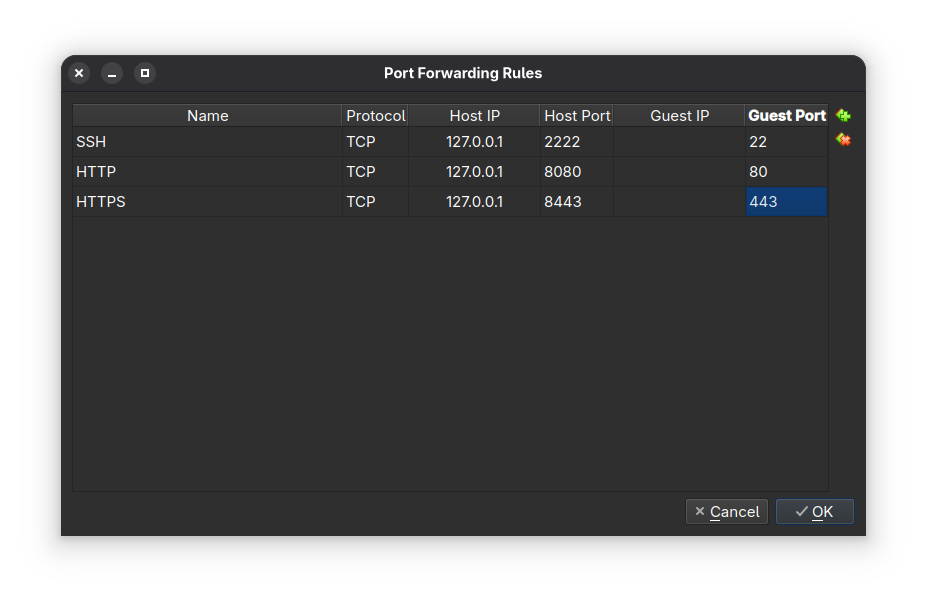 Port Forwarding Rules
Name Protocol Host IP Host Port Guest IP Guest Port
SSH TCP 127.0.0.1 2222 22
HTTP TCP 127.0.0.1 8080 80
HTTPS TCP 127.0.0.1 8443 443
Cancel OK